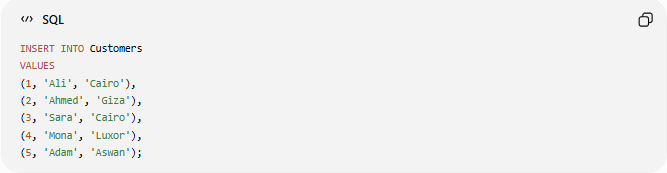 SQL
INSERT INTO Customers
VALUES
(1, 'Ali', 'Cairo'),
(2, 'Ahmed', 'Giza'),
(3, 'Sara', 'Cairo'),
(4, 'Mona', 'Luxor'),
(5, 'Adam', 'Aswan');